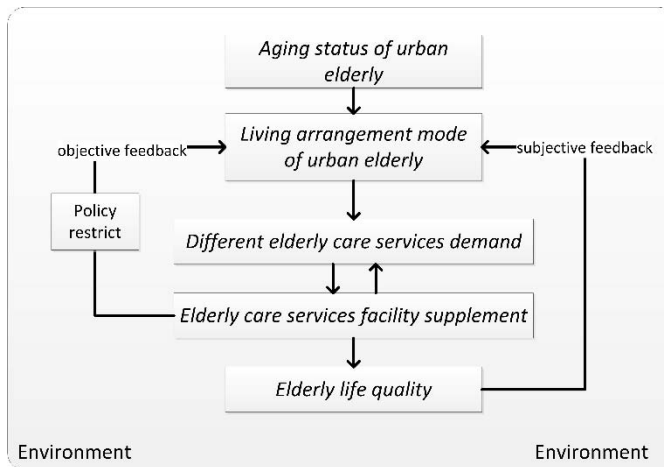 Aging status of urban
elderly
Living arrangement mode
of urban elderly
objective feedback
subjective feedback
Policy
restrict
Different elderly care services demand
Elderly care services facility supplement
Elderly life quality
Environment
Environment